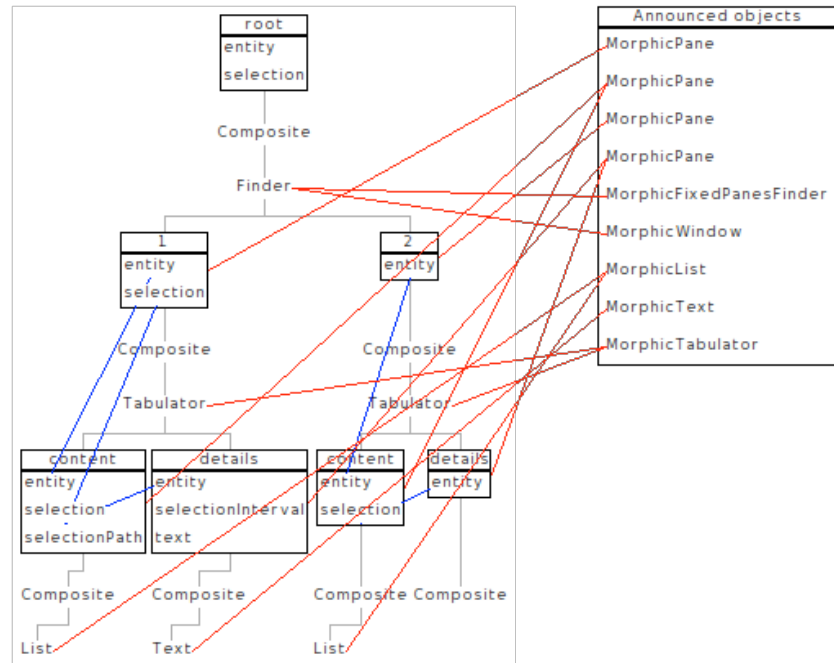 root
entity
selection
Composite
Finder
1
entity
selection
2
entity
Composite
Composite
Tabulator
Tabulator
content
entity
selection
selectionPath
details
entity
selectionInterval
text
content
entity
selection
details
entity
Composite
Composite
Composite
Composite
List
Text
List
Announced objects
MorphicPane
MorphicPane
MorphicPane
MorphicPane
MorphicFixedPanesFinder
MorphicWindow
MorphicList
MorphicText
MorphicTabulator